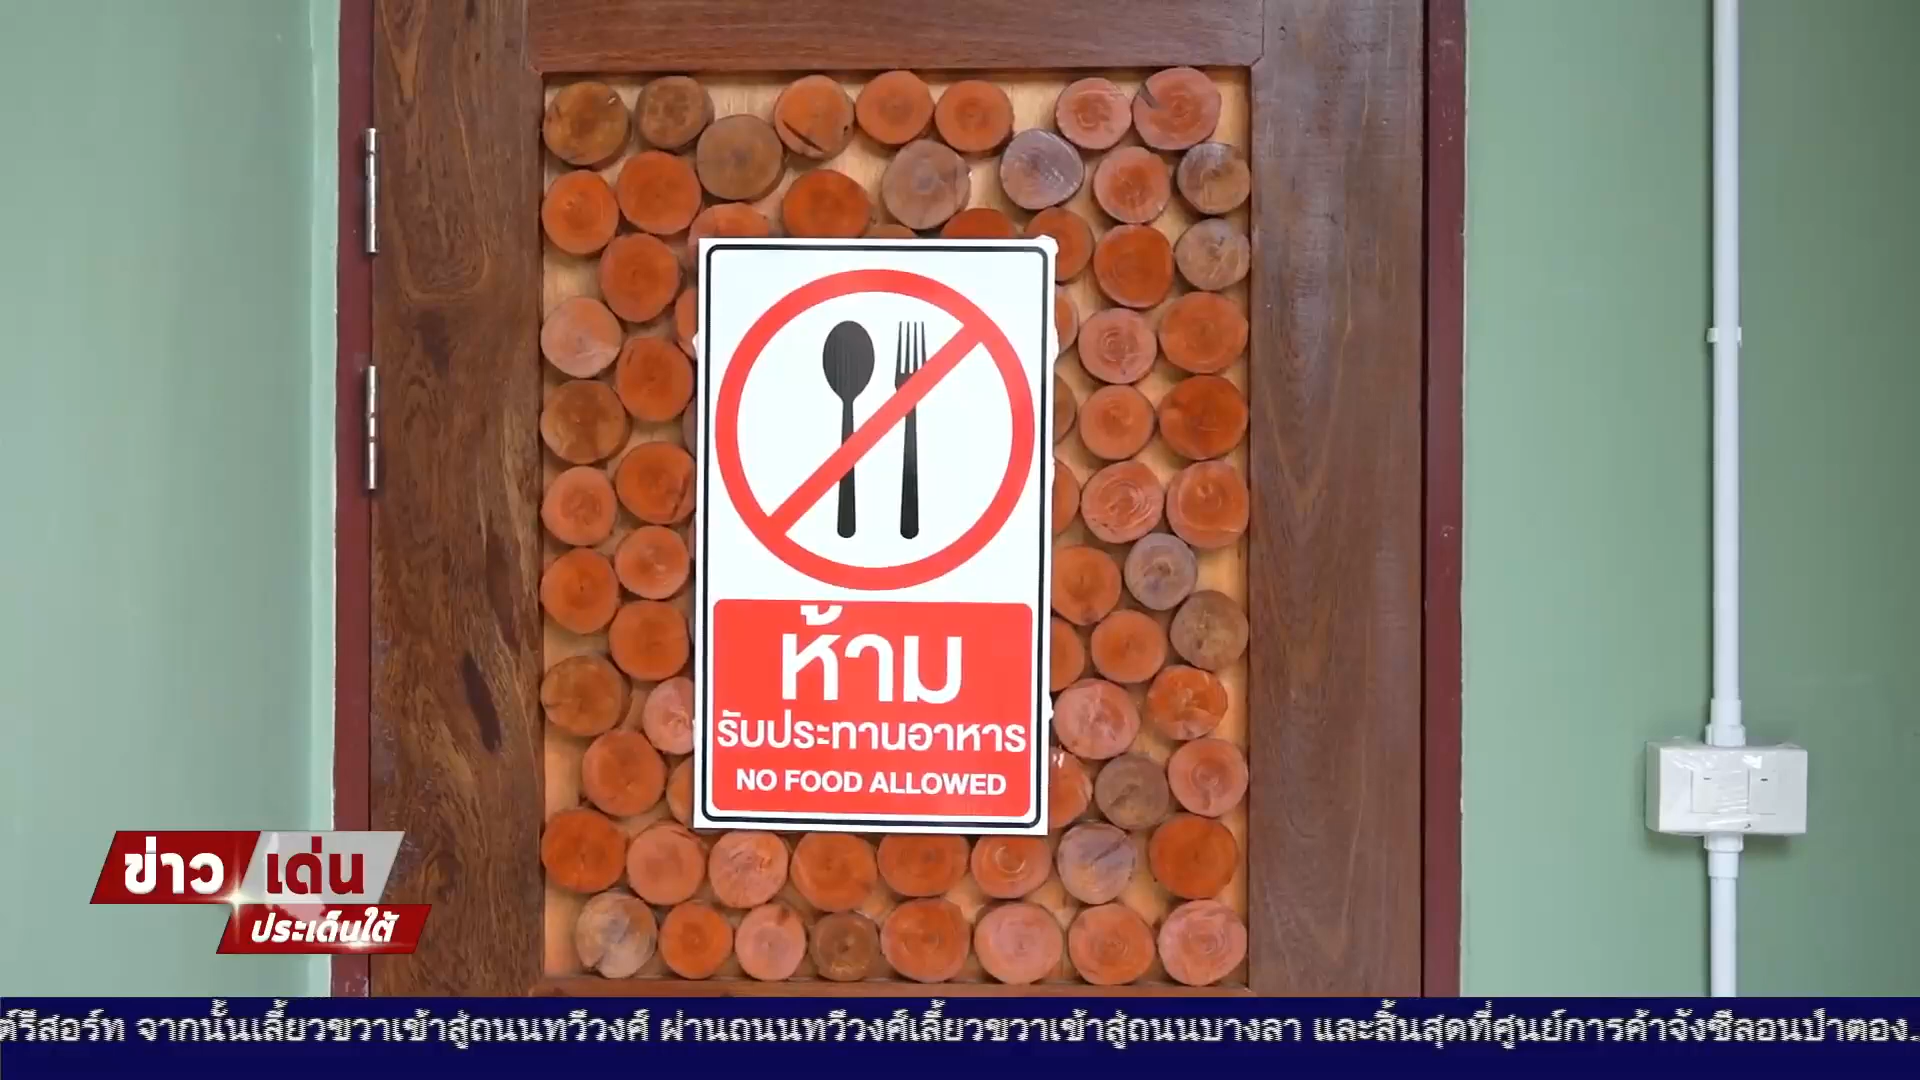 ห้าม
รับประทานอาหาร
NO FOOD ALLOWED
ข่าวเด่น
ประเด็นใต้
ต์รีสอร์ท จากนั้นเลี้ยวขวาเข้าสู่ถนนทวีวงศ์ ผ่านถนนทวีวงศ์เลี้ยวขวาเข้าสู่ถนนบางลา และสิ้นสุดที่ศูนย์การค้าจังซีลอนป่าตอง.